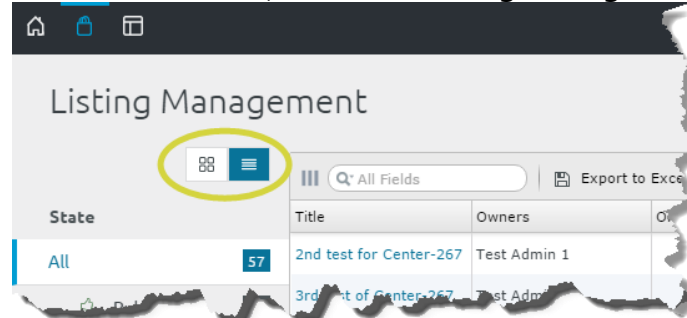 Listing Management
All Fields
Export to Exce
State
Title
Owners
All
57
2nd test for Center-267
Test Admin 1